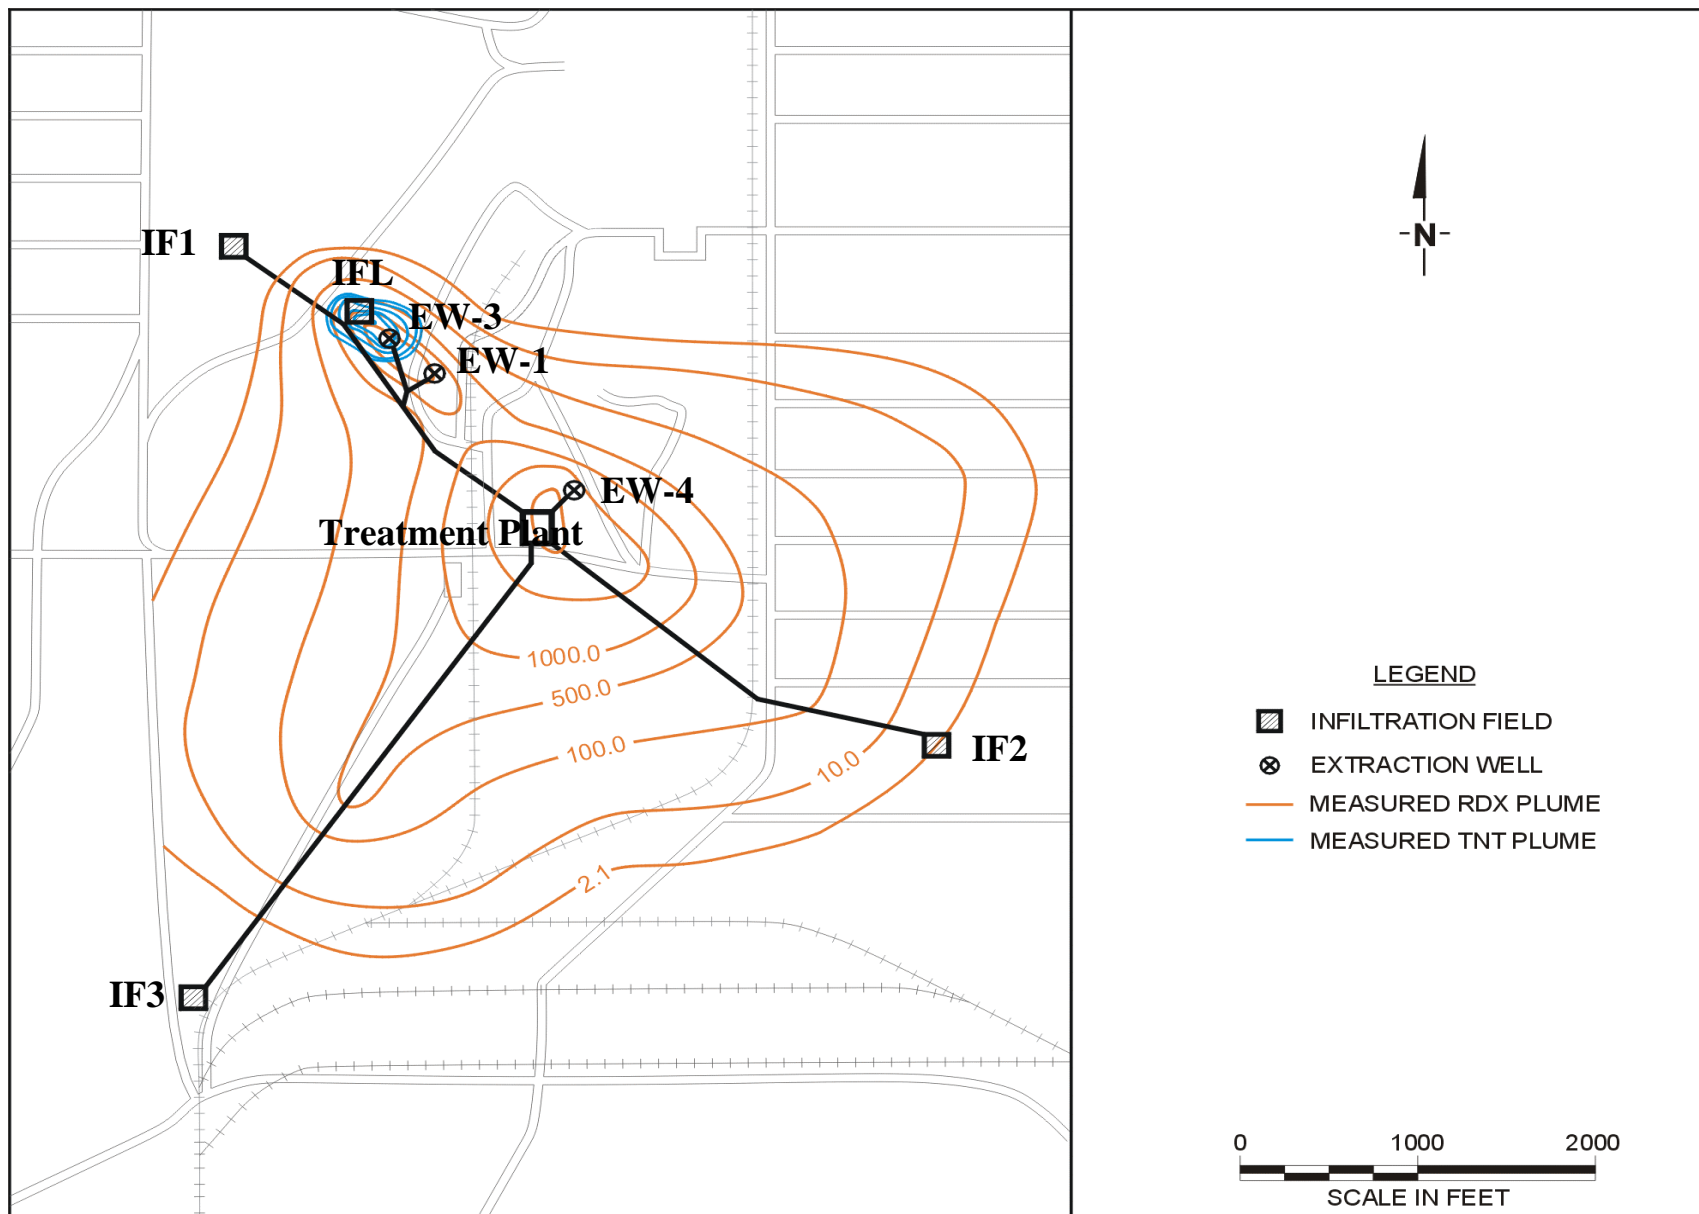 IF1
IFL
EW-3
EW-1
EW-4
Treatment Plant
1000.0
500.0
100.0
10.0
IF2
2.1
IF3
-N-
LEGEND
INFILTRATION FIELD
EXTRACTION WELL
MEASURED RDX PLUME
MEASURED TNT PLUME
0 1000 2000
SCALE IN FEET